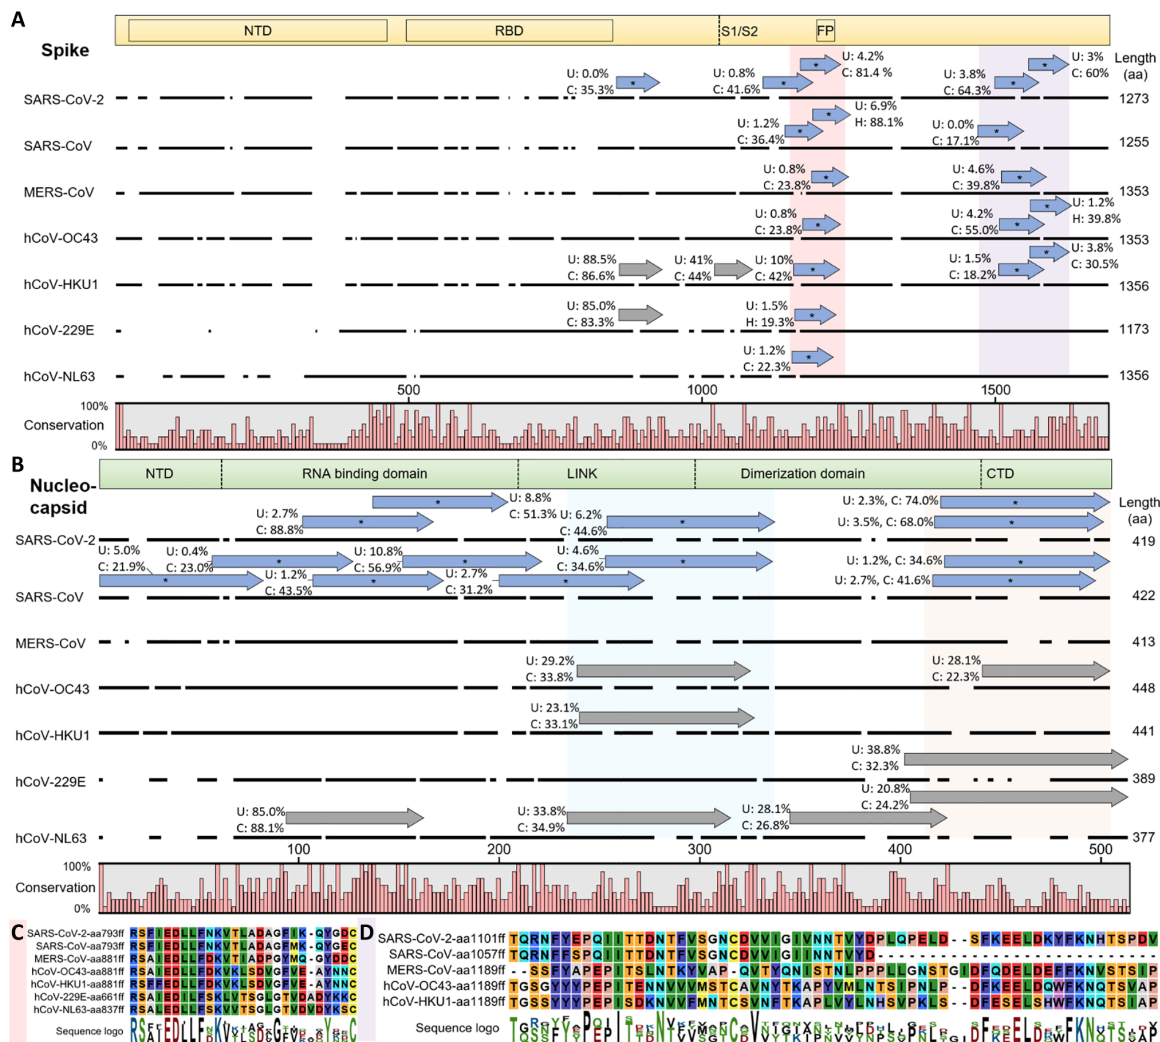 A
NTD RBD S1/S2 FP
Spike
Length
(aa)
U: 4.2%
C: 81.4 %
U: 3%
C: 60%
U: 0.0%
C: 35.3%
U: 0.8%
C: 41.6%
U: 3.8%
C: 64.3%
SARS-CoV-2 1273
U: 6.9%
H: 88.1%
U: 1.2%
C: 36.4%
U: 0.0%
C: 17.1%
SARS-CoV 1255
U: 0.8%
C: 23.8%
U: 4.6%
C: 39.8%
MERS-CoV 1353
U: 1.2%
H: 39.8%
U: 0.8%
C: 23.8%
U: 4.2%
C: 55.0%
hCoV-OC43 1353
U: 3.8%
C: 30.5%
U: 88.5%
C: 86.6%
U: 41%
C: 44%
U: 10%
C: 42%
U: 1.5%
C: 18.2%
hCoV-HKU1 1356
U: 85.0%
C: 83.3%
U: 1.5%
H: 19.3%
hCoV-229E 1173
U: 1.2%
C: 22.3%
hCoV-NL63 1356
500 1000 1500
100%
Conservation
0%
B
NTD RNA binding domain LINK Dimerization domain CTD
Nucleo-
capsid
Length
(aa)
U: 8.8%
C: 51.3%
U: 2.7%
C: 88.8%
U: 6.2%
C: 44.6%
U: 2.3%, C: 74.0%
U: 3.5%, C: 68.0%
SARS-CoV-2 419
U: 5.0%
C: 21.9%
U: 0.4%
C: 23.0%
U: 1.2%
C: 43.5%
U: 10.8%
C: 56.9%
U: 2.7%
C: 31.2%
U: 4.6%
C: 34.6%
U: 1.2%, C: 34.6%
U: 2.7%, C: 41.6%
SARS-CoV 422
MERS-CoV 413
U: 29.2%
C: 33.8%
U: 28.1%
C: 22.3%
hCoV-OC43 448
U: 23.1%
C: 33.1%
hCoV-HKU1 441
U: 38.8%
C: 32.3%
hCoV-229E 389
U: 20.8%
C: 24.2%
U: 85.0%
C: 88.1%
U: 33.8%
C: 34.9%
U: 28.1%
C: 26.8%
hCoV-NL63 377
100 200 300 400 500
100%
Conservation
0%
C
SARS-CoV-2-aa793ff RSFIEDLLFNKVTLADAGFIK-QYGDC
SARS-CoV-aa793ff RSFIEDLLFNKVTLADAGFMK-QYGEC
MERS-CoV-aa881ff RSAIEDLLFDKVTIADPGYMQ-GYDDC
hCoV-OC43-aa881ff RSAIEDLLFDKVKLSDVGFVE-AYNNC
hCoV-HKU1-aa881ff RSFFEDLLFDKVKLSDVGFVE-AYNNC
hCoV-229E-aa661ff RSAIEDILFSKLVTSGLGTVDADYKKC
hCoV-NL63-aa837ff RSALEDLLFSKVVTSGLGTVDVDYKSC
Sequence logo
D
SARS-CoV-2-aa1101ff TQRNFYEPQIITTDNTFVSGNCDVVIGIVNNTVYDPLQPELD--SFKEELDKYFKNHTSPDV
SARS-CoV-aa1057ff TQRNFFSPQIITTDNTFVSGNCDVVIGIINNTVYD
MERS-CoV-aa1189ff --SSFYAPEPITSLNTKYVAP-QVTYQNISTNLPPPLLGNSTGIDFQDELDEFFKNVSTSIP
hCoV-OC43-aa1189ff TGSGYYYPEPITENNVVVMSTCAVNYTKAPYVMLNTSIPNLP--DFKEELDQWFKNQTSVAP
hCoV-HKU1-aa1189ff TGSSYYYPEPISDKNVVFMNTCSVNFTKAPLVYLNHSVPKLS--DFESELSHWFKNQTSIAP
Sequence logo